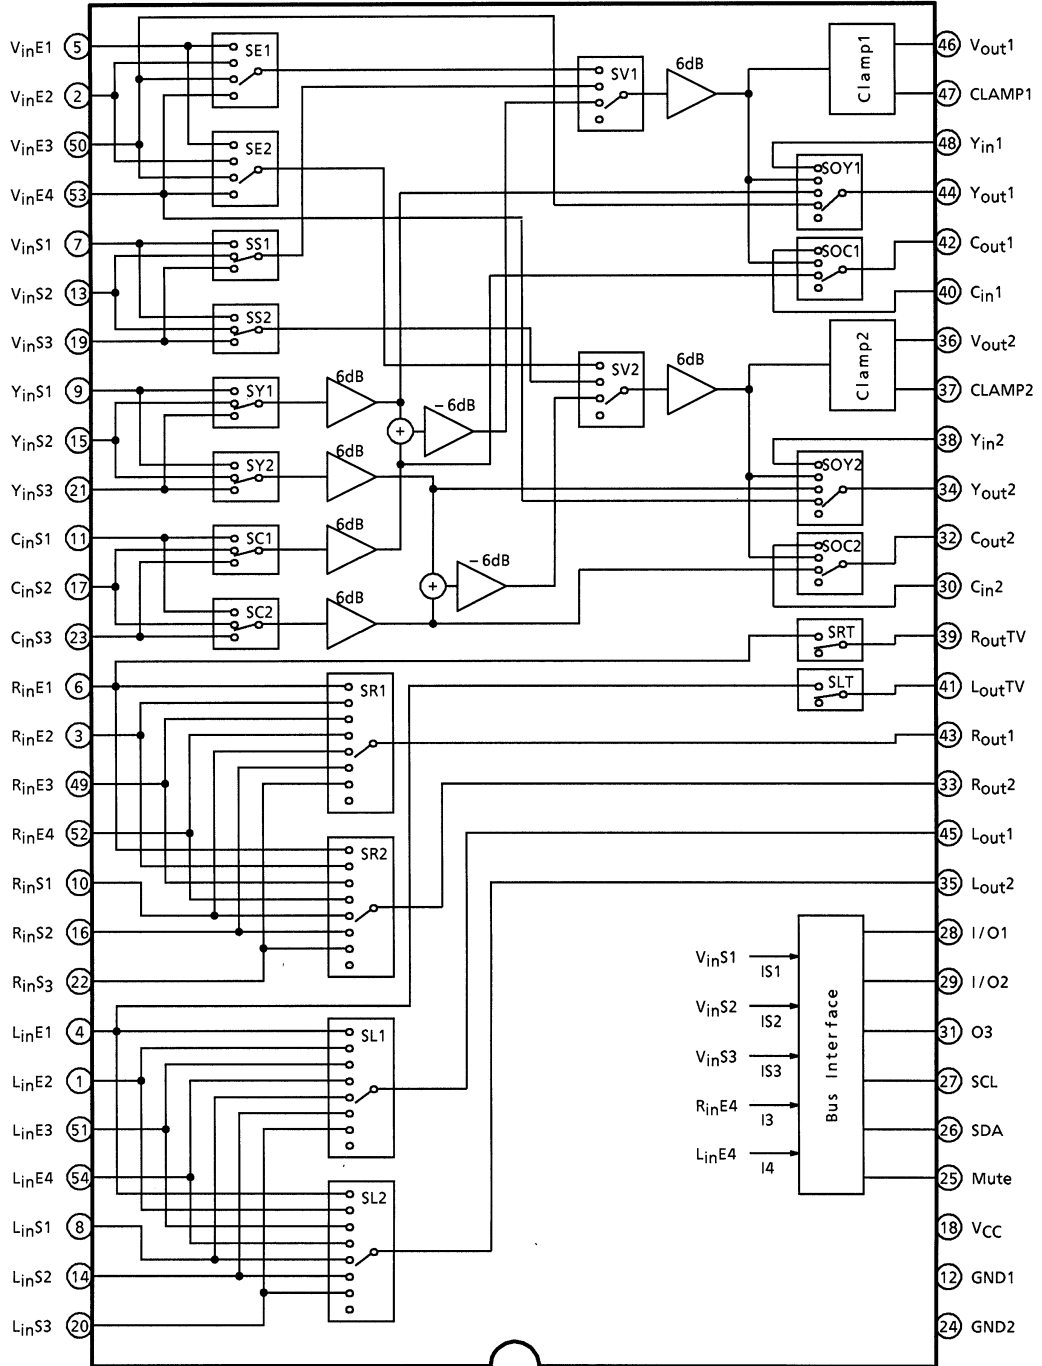 VinE1 5
VinE2 2
VinE3 50
VinE4 53
VinS1 7
VinS2 13
VinS3 19
YinS1 9
YinS2 15
YinS3 21
CinS1 11
CinS2 17
CinS3 23
RinE1 6
RinE2 3
RinE3 49
RinE4 52
RinS1 10
RinS2 16
RinS3 22
LinE1 4
LinE2 1
LinE3 51
LinE4 54
LinS1 8
LinS2 14
LinS3 20
SE1
SE2
SS1
SS2
SY1
SY2
SC1
SC2
6dB
6dB
6dB
6dB
+
-6dB
+
-6dB
SR1
SR2
SL1
SL2
SV1
6dB
SV2
6dB
Clamp1
SOY1
SOC1
Clamp2
SOY2
SOC2
SRT
SLT
VinS1
IS1
VinS2
IS2
VinS3
IS3
RinE4
I3
LinE4
I4
Bus Interface
46 Vout1
47 CLAMP1
48 Yin1
44 Yout1
42 Cout1
40 Cin1
36 Vout2
37 CLAMP2
38 Yin2
34 Yout2
32 Cout2
30 Cin2
39 RoutTV
41 LoutTV
43 Rout1
33 Rout2
45 Lout1
35 Lout2
28 I/O1
29 I/O2
31 O3
27 SCL
26 SDA
25 Mute
18 VCC
12 GND1
24 GND2